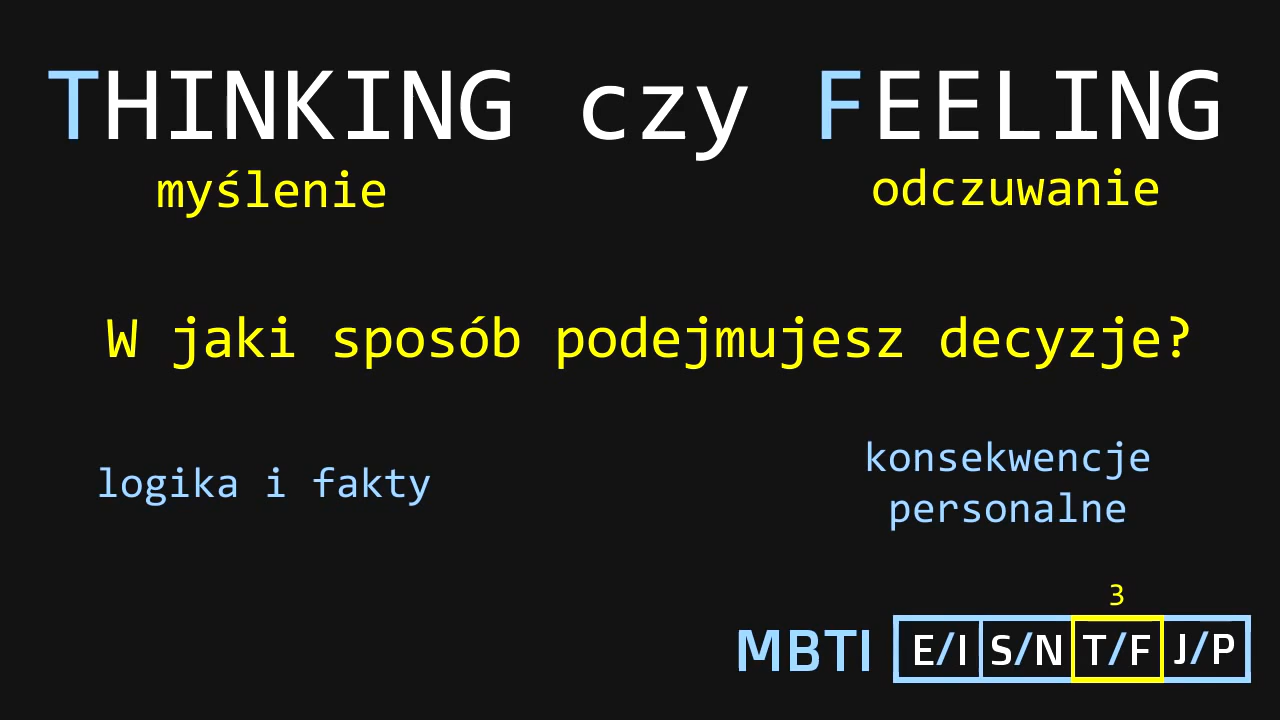 THINKING czy FEELING
myślenie odczuwanie
W jaki sposób podejmujesz decyzje?
logika i fakty
konsekwencje
personalne
3
MBTI E/I S/N T/F J/P